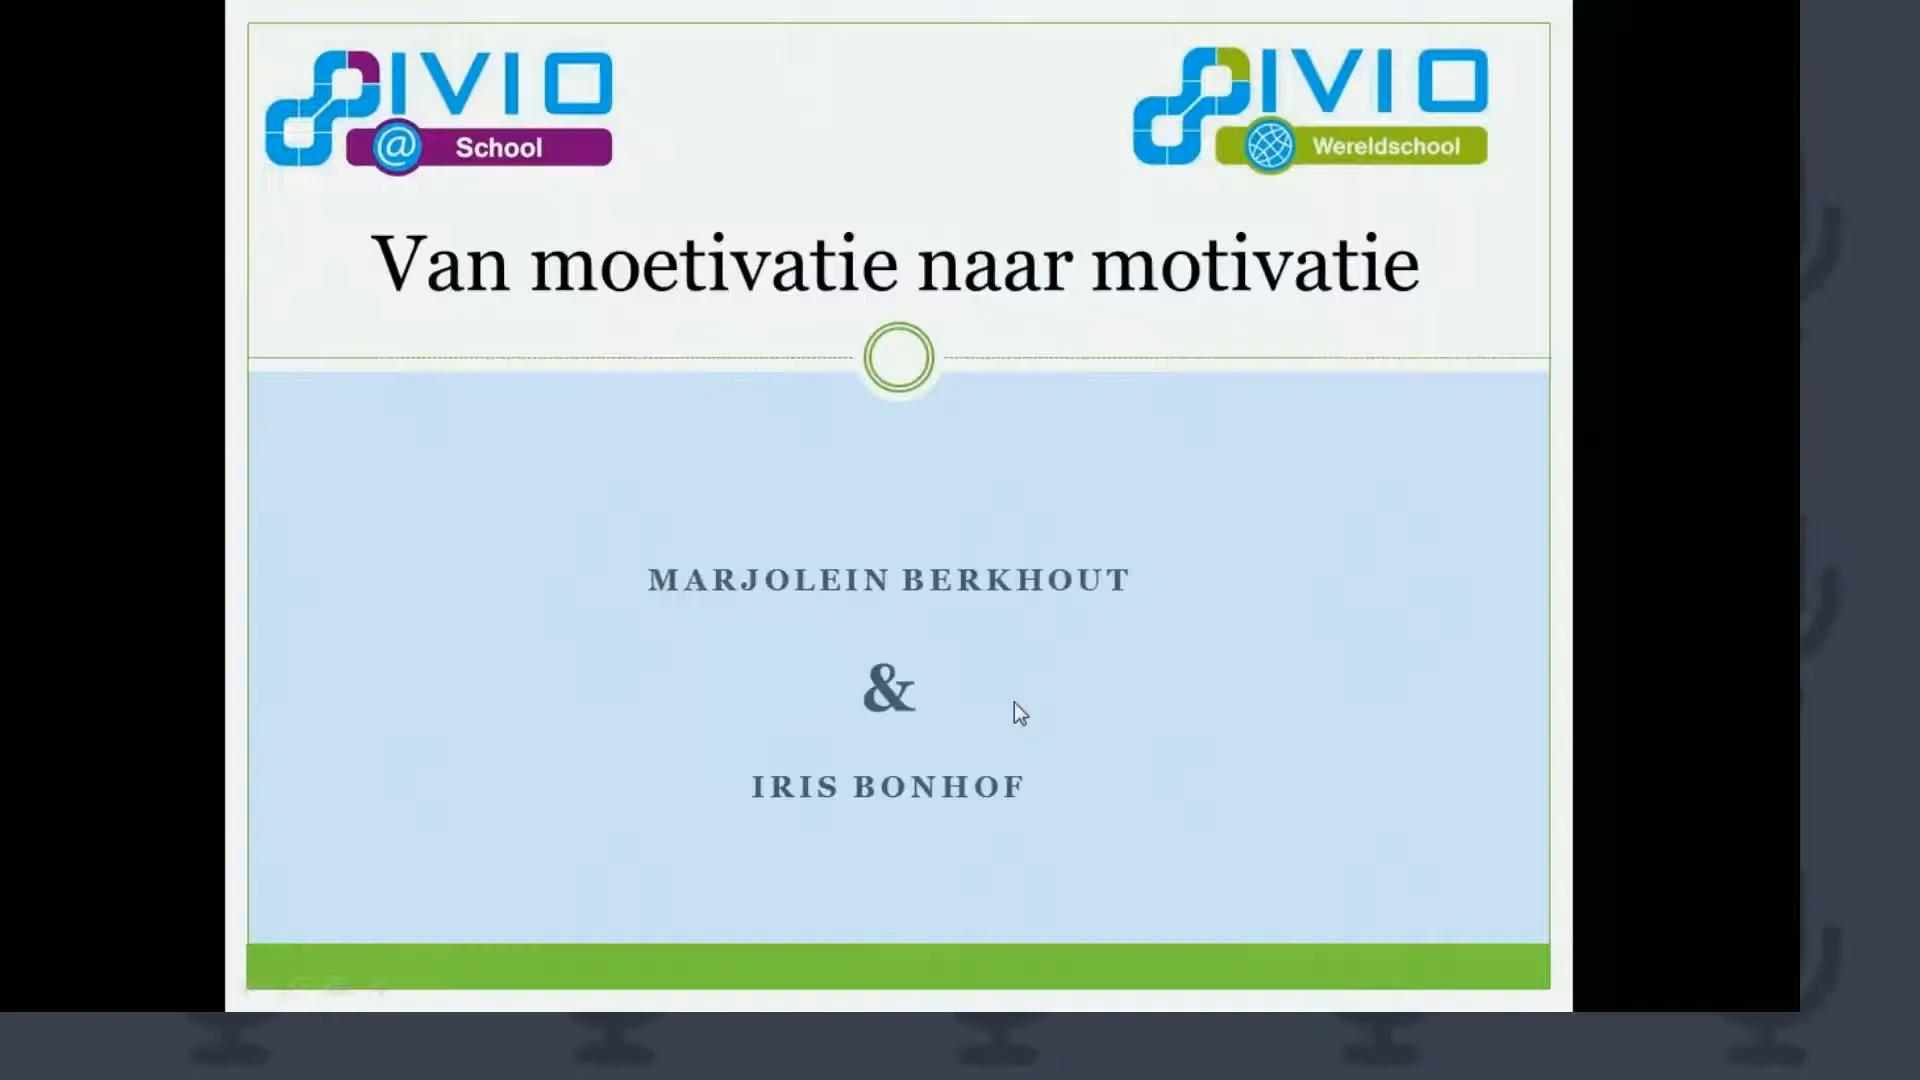 IVIO
@ School
IVIO
Wereldschool
Van moetivatie naar motivatie
MARJOLEIN BERKHOUT
&
IRIS BONHOF